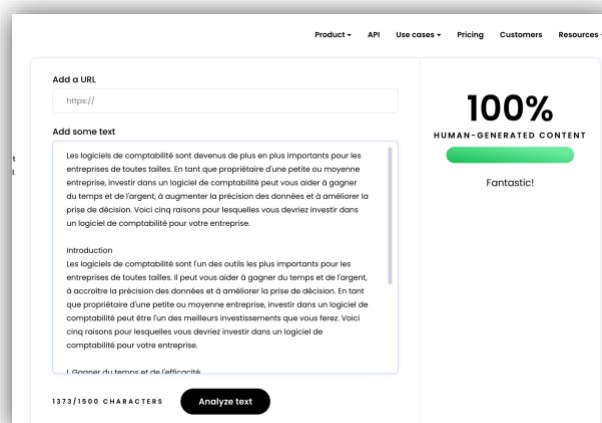 Product
API
Use cases
Pricing
Customers
Resources
Add a URL
https://
Add some text
Les logiciels de comptabilité sont devenus de plus en plus importants pour les
entreprises de toutes tailles. En tant que propriétaire d'une petite ou moyenne
entreprise, investir dans un logiciel de comptabilité peut vous aider à gagner
du temps et de l'argent, à augmenter la précision des données et à améliorer la
prise de décision. Voici cinq raisons pour lesquelles vous devriez investir dans
un logiciel de comptabilité pour votre entreprise.
Introduction
Les logiciels de comptabilité sont l'un des outils les plus importants pour les
entreprises de toutes tailles. Il peut vous aider à gagner du temps et de l'argent,
à accroître la précision des données et à améliorer la prise de décision. En tant
que propriétaire d'une petite ou moyenne entreprise, investir dans un logiciel de
comptabilité peut être l'un des meilleurs investissements que vous ferez. Voici
cinq raisons pour lesquelles vous devriez investir dans un logiciel de
comptabilité pour votre entreprise.
I. Gagner du temps et de l'efficacité
1373/1500 CHARACTERS
Analyze text
100%
HUMAN-GENERATED CONTENT
Fantastic!